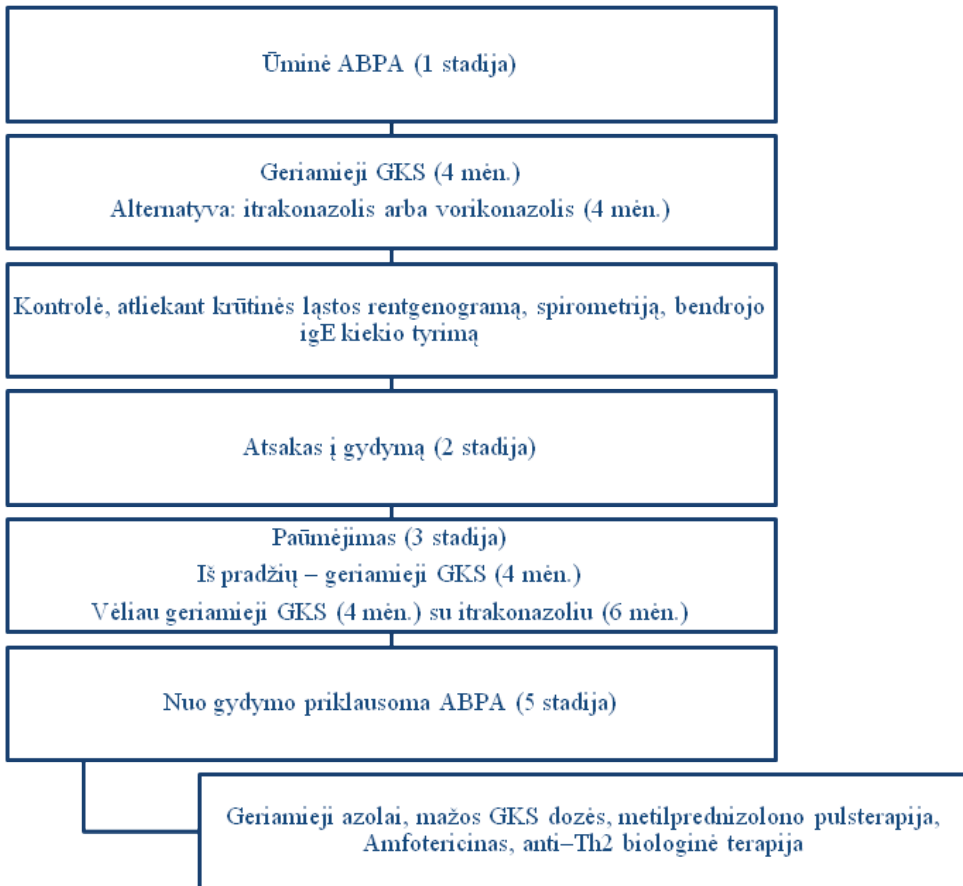 Ūminė ABPA (1 stadija)
Geriamieji GKS (4 mėn.)
Alternatyva: itrakonazolis arba vorikonazolis (4 mėn.)
Kontrolė, atliekant krūtinės ląstos rentgenogramą, spirometriją, bendrojo
igE kiekio tyrimą
Atsakas į gydymą (2 stadija)
Paūmėjimas (3 stadija)
Iš pradžių – geriamieji GKS (4 mėn.)
Vėliau geriamieji GKS (4 mėn.) su itrakonazoliu (6 mėn.)
Nuo gydymo priklausoma ABPA (5 stadija)
Geriamieji azolai, mažos GKS dozės, metilprednizolono pulsterapija,
Amfotericinas, anti–Th2 biologinė terapija